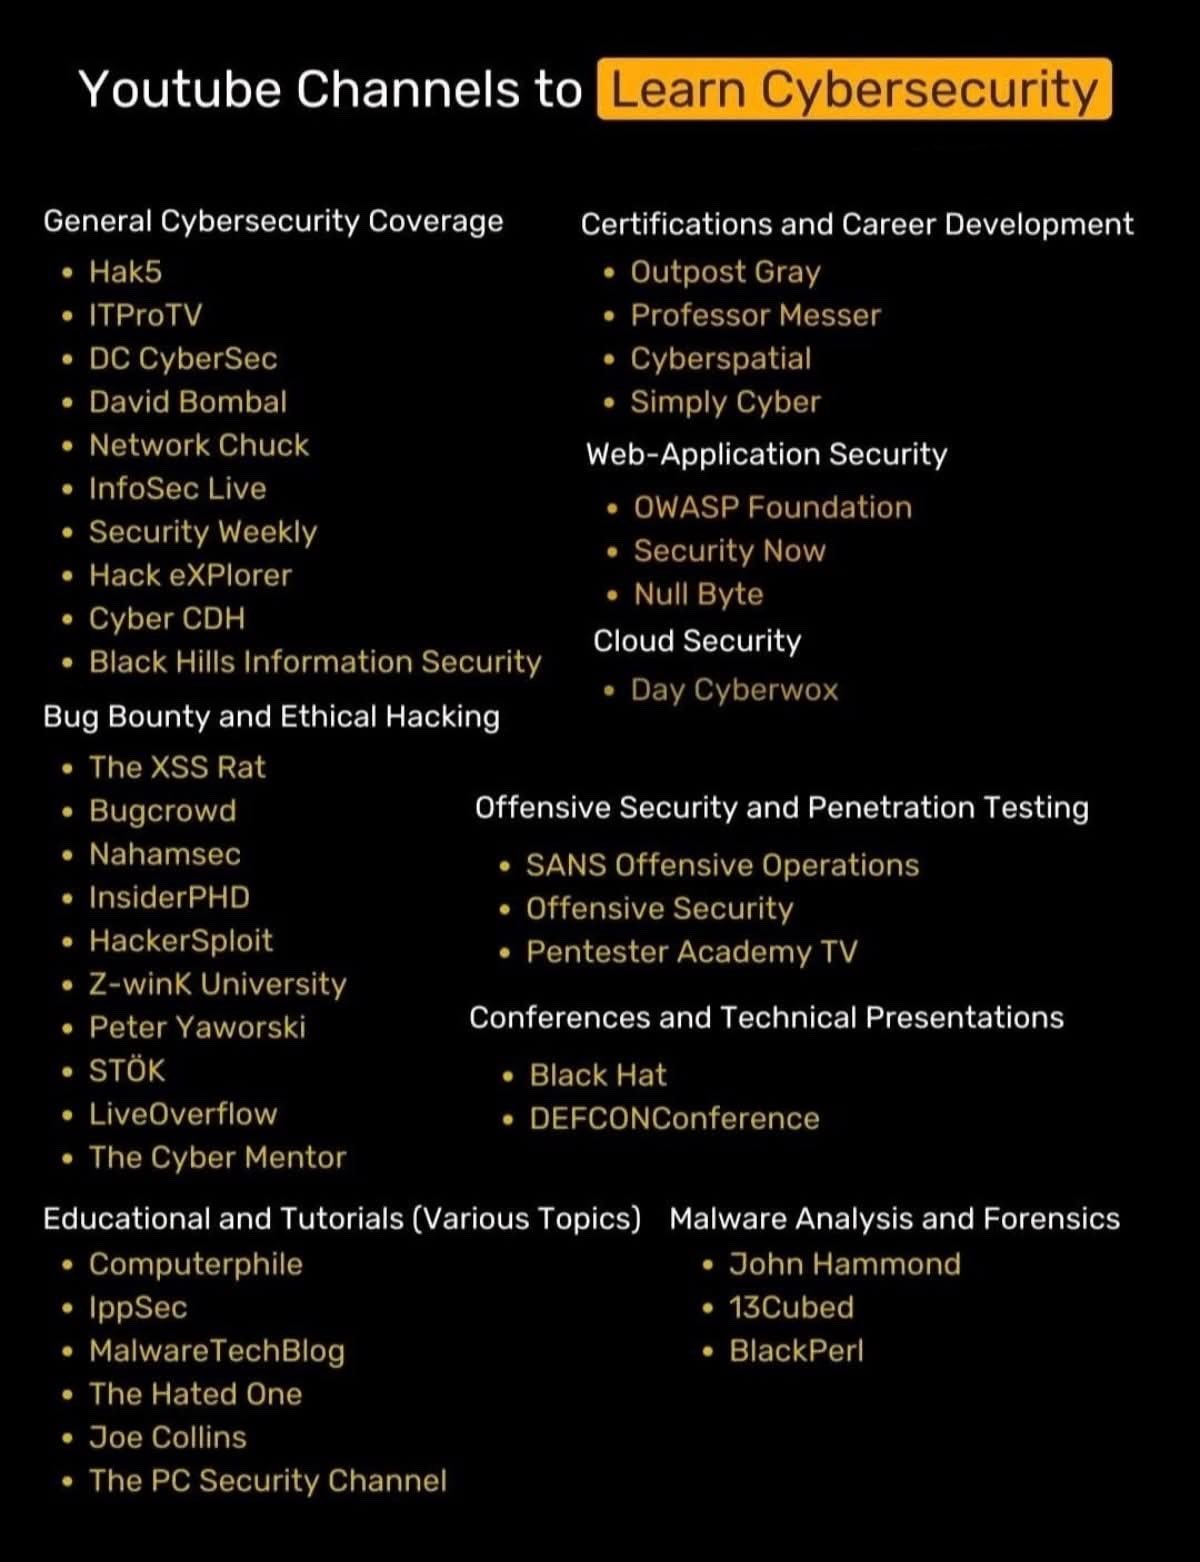 Youtube Channels to Learn Cybersecurity
General Cybersecurity Coverage
Hak5
ITProTV
DC CyberSec
David Bombal
Network Chuck
InfoSec Live
Security Weekly
Hack eXPlorer
Cyber CDH
Black Hills Information Security
Bug Bounty and Ethical Hacking
The XSS Rat
Bugcrowd
Nahamsec
InsiderPHD
HackerSploit
Z-winK University
Peter Yaworski
STÖK
LiveOverflow
The Cyber Mentor
Educational and Tutorials (Various Topics)
Computerphile
IppSec
MalwareTechBlog
The Hated One
Joe Collins
The PC Security Channel
Certifications and Career Development
Outpost Gray
Professor Messer
Cyberspatial
Simply Cyber
Web-Application Security
OWASP Foundation
Security Now
Null Byte
Cloud Security
Day Cyberwox
Offensive Security and Penetration Testing
SANS Offensive Operations
Offensive Security
Pentester Academy TV
Conferences and Technical Presentations
Black Hat
DEFCONConference
Malware Analysis and Forensics
John Hammond
13Cubed
BlackPerl